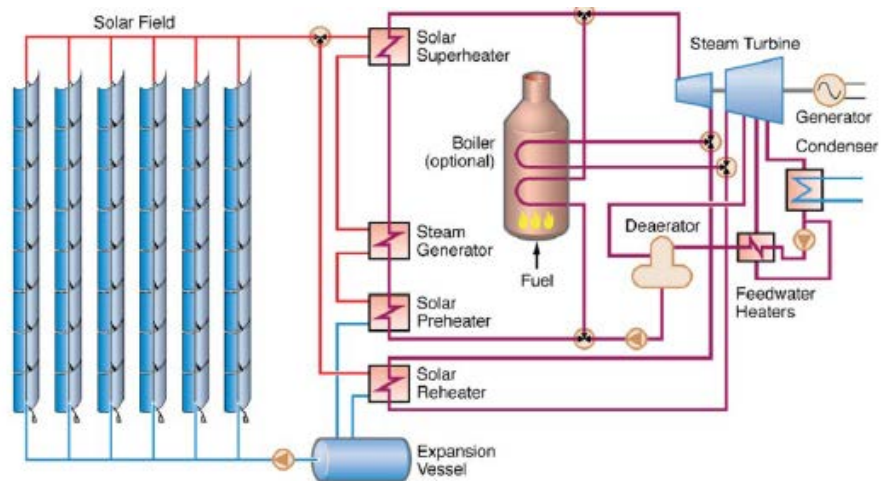 Solar Field
Solar
Superheater
Steam Turbine
Boiler
(optional)
Generator
Condenser
Steam
Generator
Deaerator
Fuel
Solar
Preheater
Feedwater
Heaters
Solar
Reheater
Expansion
Vessel